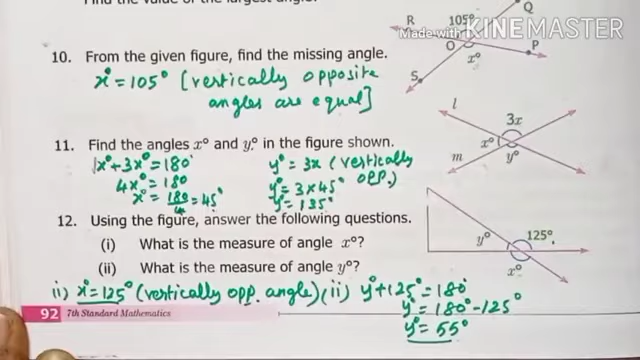 Find the value of the largest angle.
Q
R
105°
Made with KINEMASTER
O
P
10. From the given figure, find the missing angle.
x°
x° = 105° [vertically opposite
angles are equal]
S
l
3x
11. Find the angles x° and y° in the figure shown.
x°
m
y°
1x°+3x°=180° y° = 3x (vertically
4x° = 180 y° = 3×45° opp.)
x° = 180/4 = 45° y° = 135°
12. Using the figure, answer the following questions.
125°
y°
(i) What is the measure of angle x°?
x°
(ii) What is the measure of angle y°?
i) x° = 125° (vertically opp. angle) (ii) y°+125° = 180°
y° = 180° - 125°
y° = 55°
92 7th Standard Mathematics